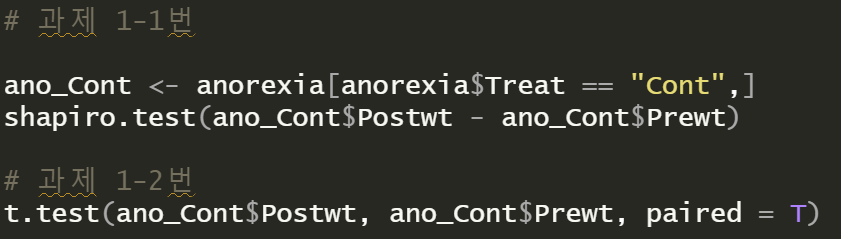 # 과제 1-1번
ano_Cont <- anorexia[anorexia$Treat == "Cont",]
shapiro.test(ano_Cont$Postwt - ano_Cont$Prewt)
# 과제 1-2번
t.test(ano_Cont$Postwt, ano_Cont$Prewt, paired = T)